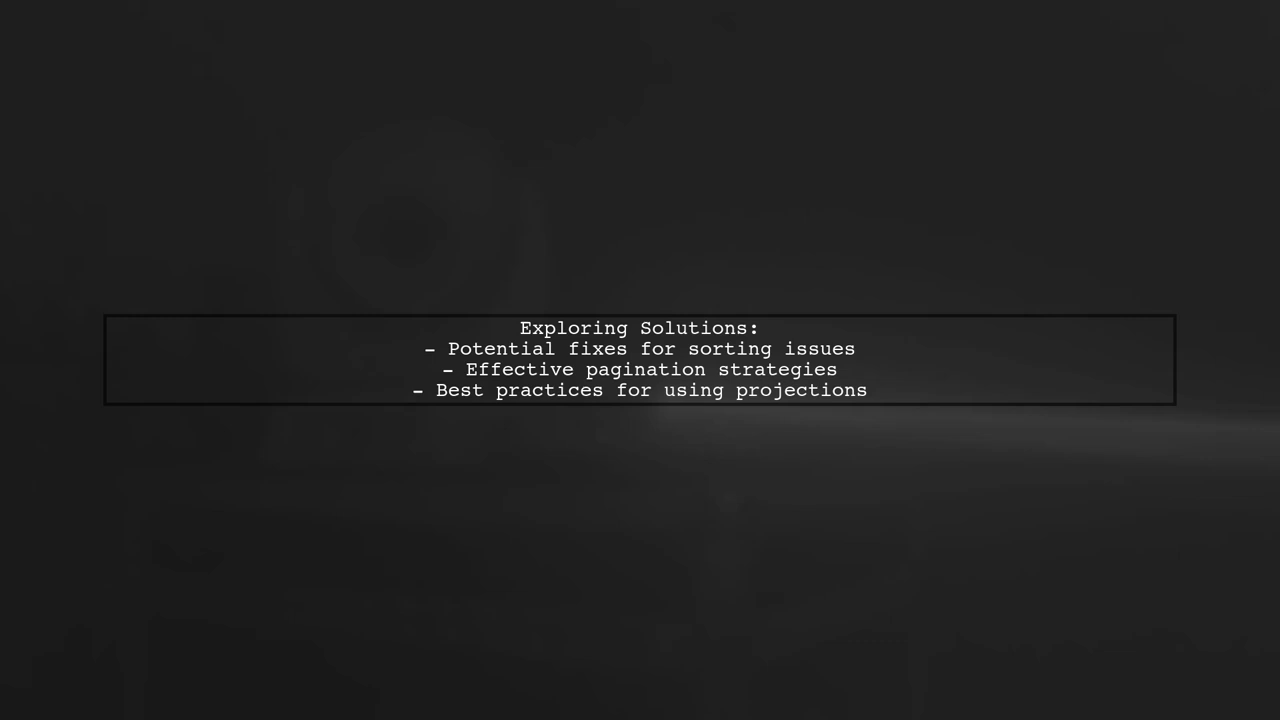 Exploring Solutions:
- Potential fixes for sorting issues
- Effective pagination strategies
- Best practices for using projections